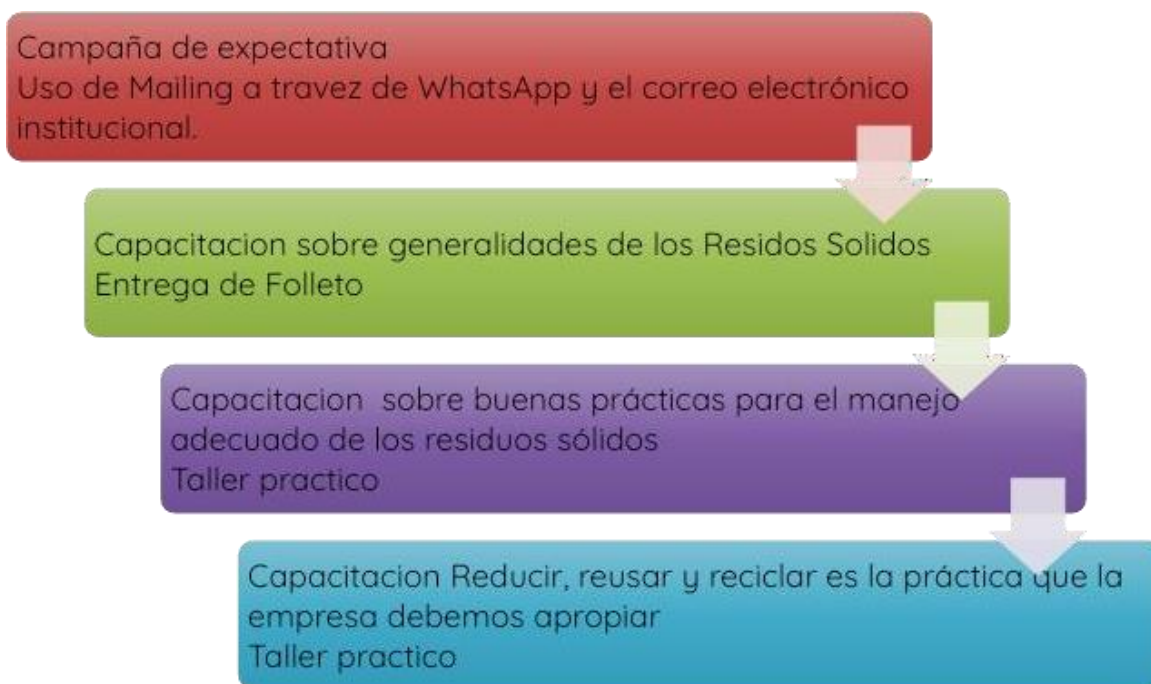 Campaña de expectativa
Uso de Mailing a travez de WhatsApp y el correo electrónico
institucional.
Capacitacion sobre generalidades de los Residos Solidos
Entrega de Folleto
Capacitacion sobre buenas prácticas para el manejo
adecuado de los residuos sólidos
Taller practico
Capacitacion Reducir, reusar y reciclar es la práctica que la
empresa debemos apropiar
Taller practico